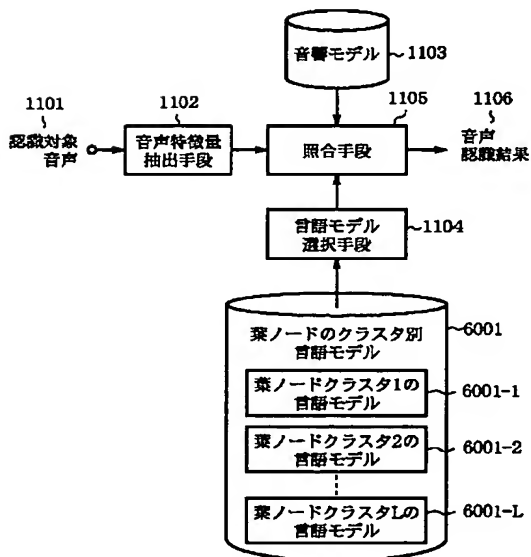 音響モデル
1103
1101
1102
1105
1106
認識対象
音声
音声特徴量
抽出手段
照合手段
音声
認識結果
言語モデル
選択手段
1104
葉ノードのクラスタ別
言語モデル
6001
葉ノードクラスタ1の
言語モデル
6001-1
葉ノードクラスタ2の
言語モデル
6001-2
葉ノードクラスタLの
言語モデル
6001-L